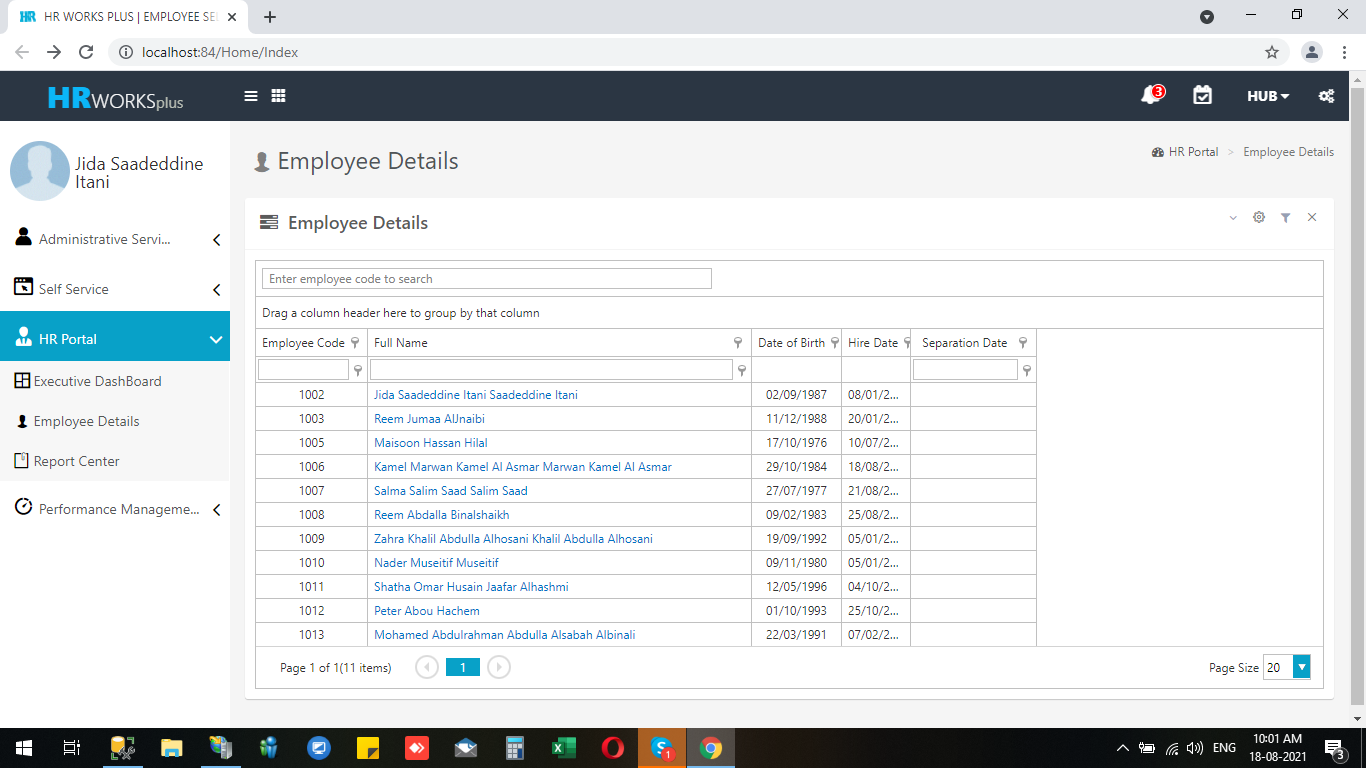 HR HR WORKS PLUS | EMPLOYEE SE
localhost:84/Home/Index
HRWORKSplus
3
HUB
Jida Saadeddine Itani
Employee Details
HR Portal > Employee Details
Administrative Servi...
Self Service
HR Portal
Executive DashBoard
Employee Details
Report Center
Performance Manageme...
Employee Details
Enter employee code to search
Drag a column header here to group by that column
Employee Code Full Name Date of Birth Hire Date Separation Date
1002 Jida Saadeddine Itani Saadeddine Itani 02/09/1987 08/01/2...
1003 Reem Jumaa AlJnaibi 11/12/1988 20/01/2...
1005 Maisoon Hassan Hilal 17/10/1976 10/07/2...
1006 Kamel Marwan Kamel Al Asmar Marwan Kamel Al Asmar 29/10/1984 18/08/2...
1007 Salma Salim Saad Salim Saad 27/07/1977 21/08/2...
1008 Reem Abdalla Binalshaikh 09/02/1983 25/08/2...
1009 Zahra Khalil Abdulla Alhosani Khalil Abdulla Alhosani 19/09/1992 05/01/2...
1010 Nader Museitif Museitif 09/11/1980 05/01/2...
1011 Shatha Omar Husain Jaafar Alhashmi 12/05/1996 04/10/2...
1012 Peter Abou Hachem 01/10/1993 25/10/2...
1013 Mohamed Abdulrahman Abdulla Alsabah Albinali 22/03/1991 07/02/2...
Page 1 of 1(11 items) 1 Page Size 20
1
ENG
10:01 AM
18-08-2021
3